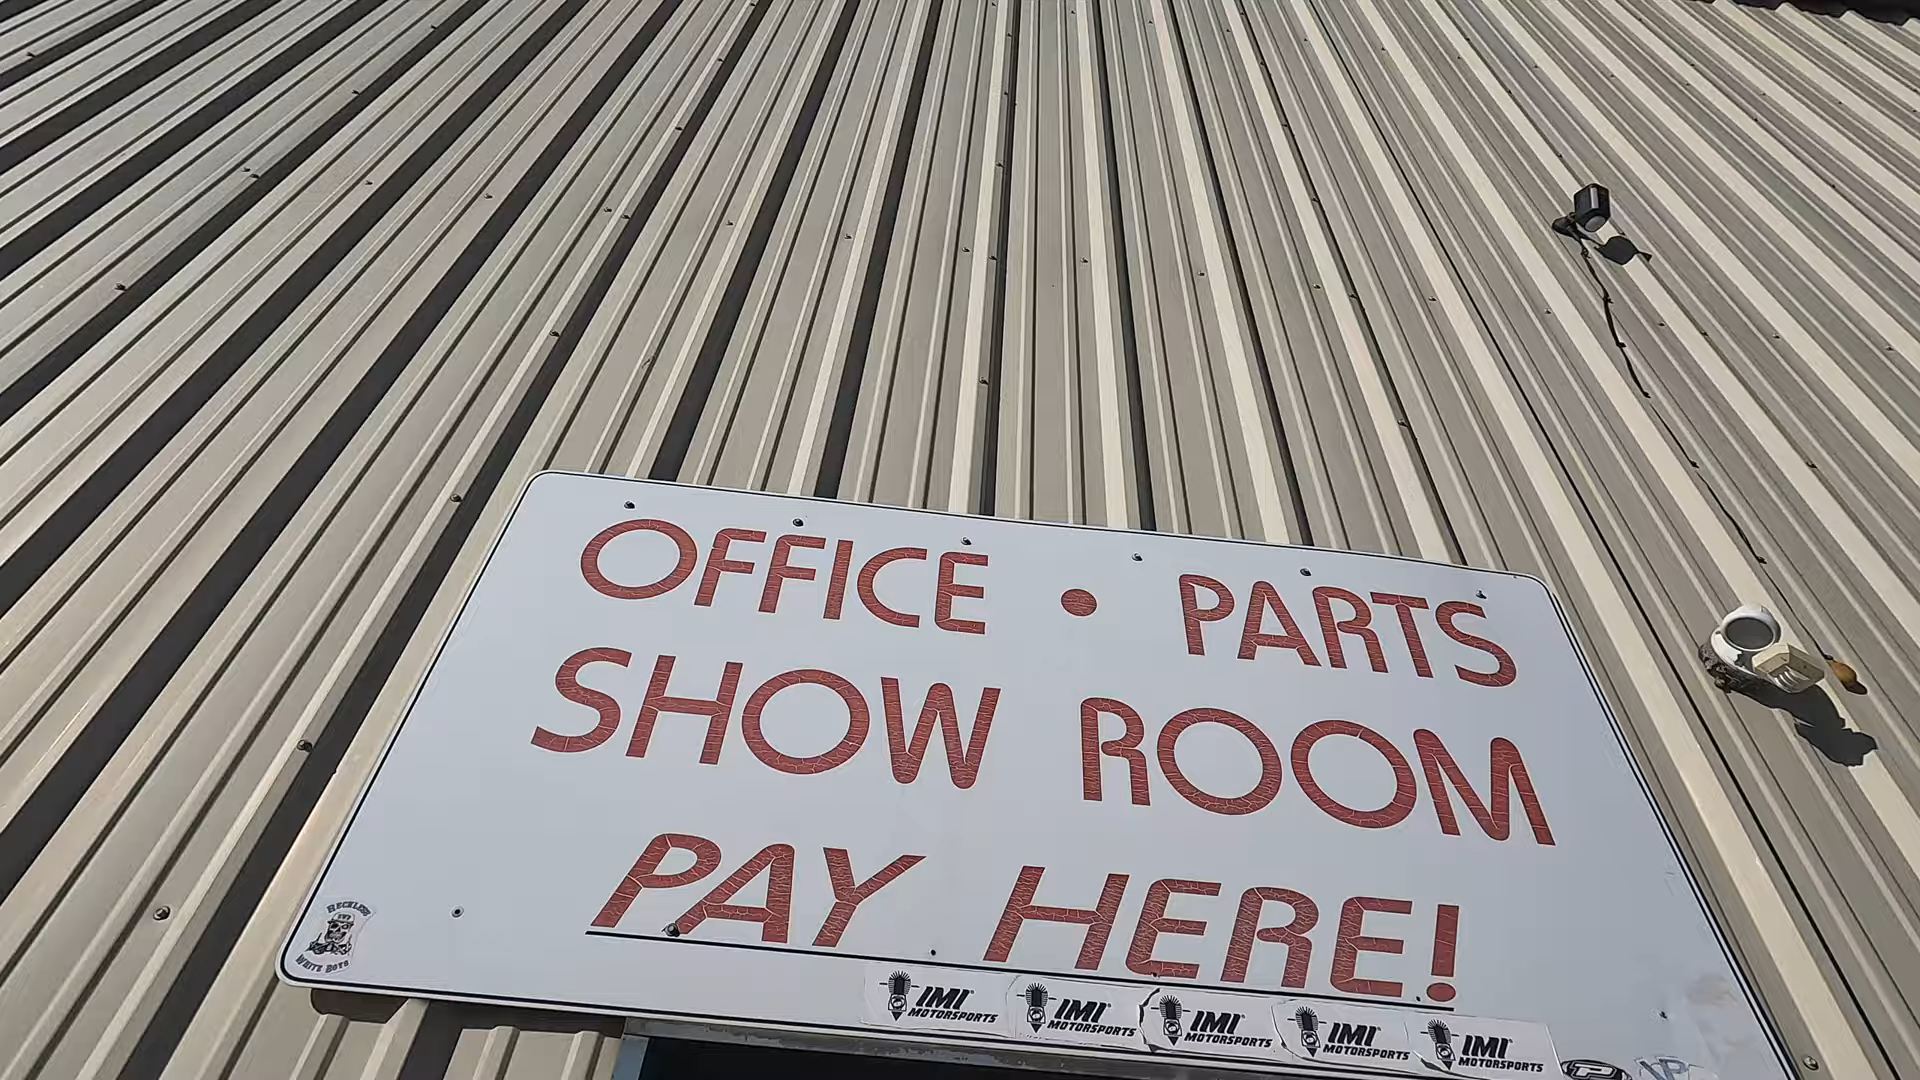 OFFICE • PARTS
SHOW ROOM
PAY HERE!
RECKLESS
WHITE BOYS
IMI MOTORSPORTS
IMI MOTORSPORTS
IMI MOTORSPORTS
IMI MOTORSPORTS
IMI MOTORSPORTS